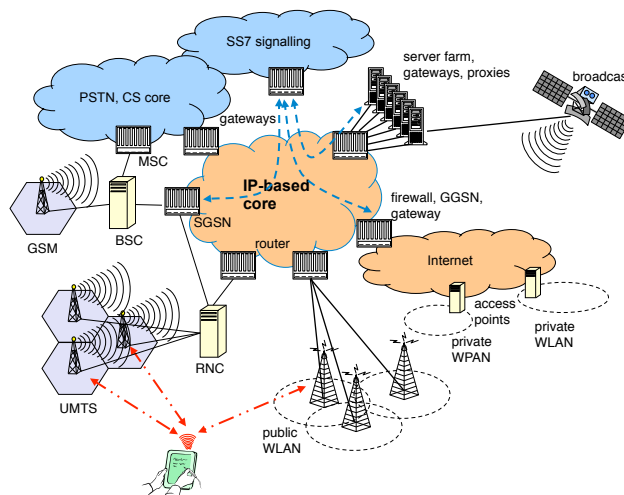 SS7 signalling
server farm,
gateways, proxies
broadcast
PSTN, CS core
gateways
MSC
IP-based
core
firewall, GGSN,
gateway
SGSN
GSM
BSC
router
Internet
access
points
private
WPAN
private
WLAN
RNC
UMTS
public
WLAN